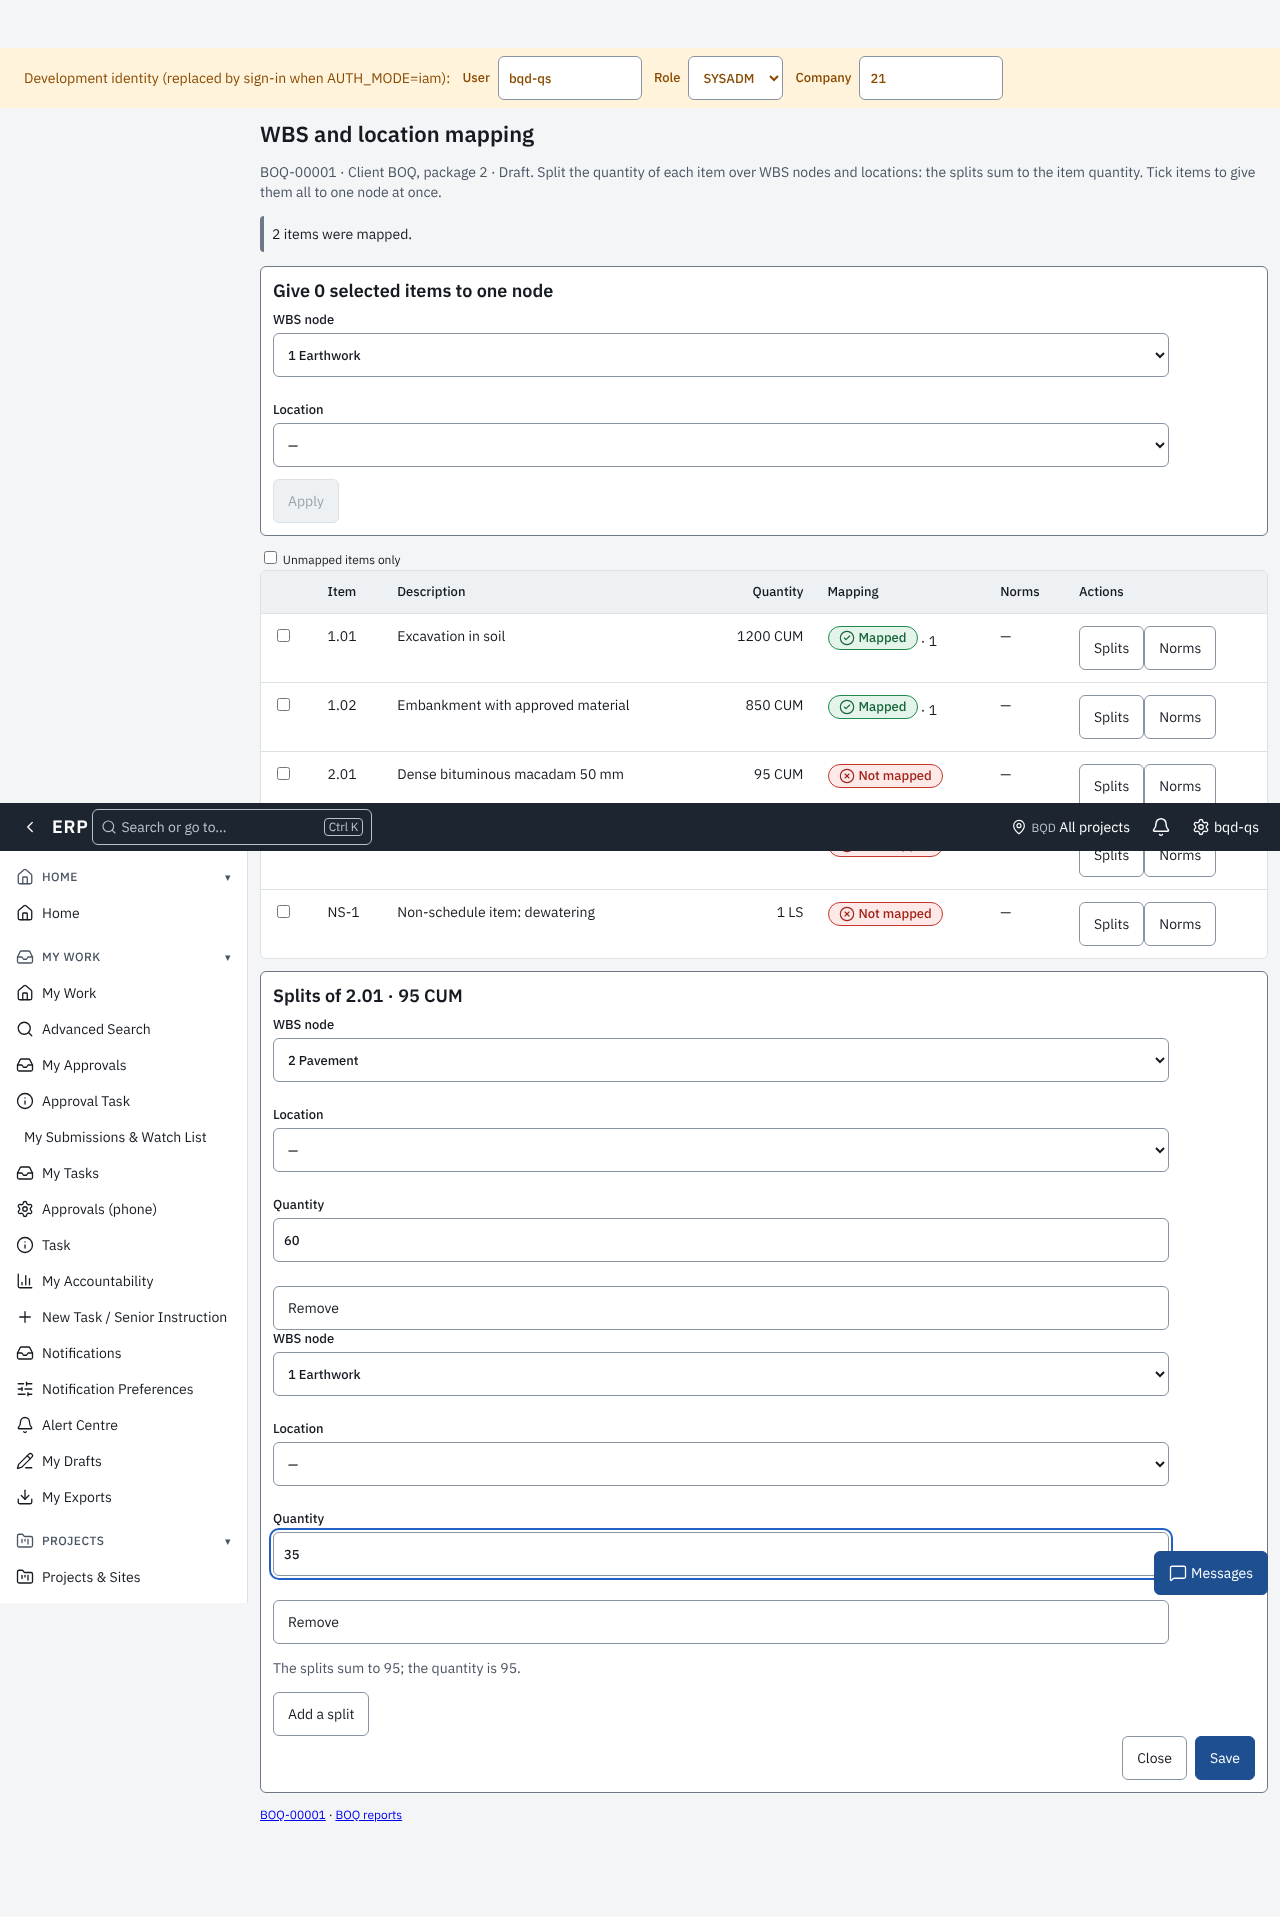 Development identity (replaced by sign-in when AUTH_MODE=iam): User bqd-qs Role SYSADM Company 21
WBS and location mapping
BOQ-00001 · Client BOQ, package 2 · Draft. Split the quantity of each item over WBS nodes and locations: the splits sum to the item quantity. Tick items to give
them all to one node at once.
2 items were mapped.
Give 0 selected items to one node
WBS node
1 Earthwork
Location
—
Apply
Unmapped items only
Item Description Quantity Mapping Norms Actions
1.01 Excavation in soil 1200 CUM Mapped · 1 — Splits Norms
1.02 Embankment with approved material 850 CUM Mapped · 1 — Splits Norms
2.01 Dense bituminous macadam 50 mm 95 CUM Not mapped — Splits Norms
ERP Search or go to... Ctrl K BQD All projects bqd-qs
Splits Norms
NS-1 Non-schedule item: dewatering 1 LS Not mapped — Splits Norms
HOME
Home
MY WORK
My Work
Advanced Search
My Approvals
Approval Task
My Submissions & Watch List
My Tasks
Approvals (phone)
Task
My Accountability
New Task / Senior Instruction
Notifications
Notification Preferences
Alert Centre
My Drafts
My Exports
PROJECTS
Projects & Sites
Splits of 2.01 · 95 CUM
WBS node
2 Pavement
Location
—
Quantity
60
Remove
WBS node
1 Earthwork
Location
—
Quantity
35
Messages
Remove
The splits sum to 95; the quantity is 95.
Add a split
Close Save
BOQ-00001 · BOQ reports